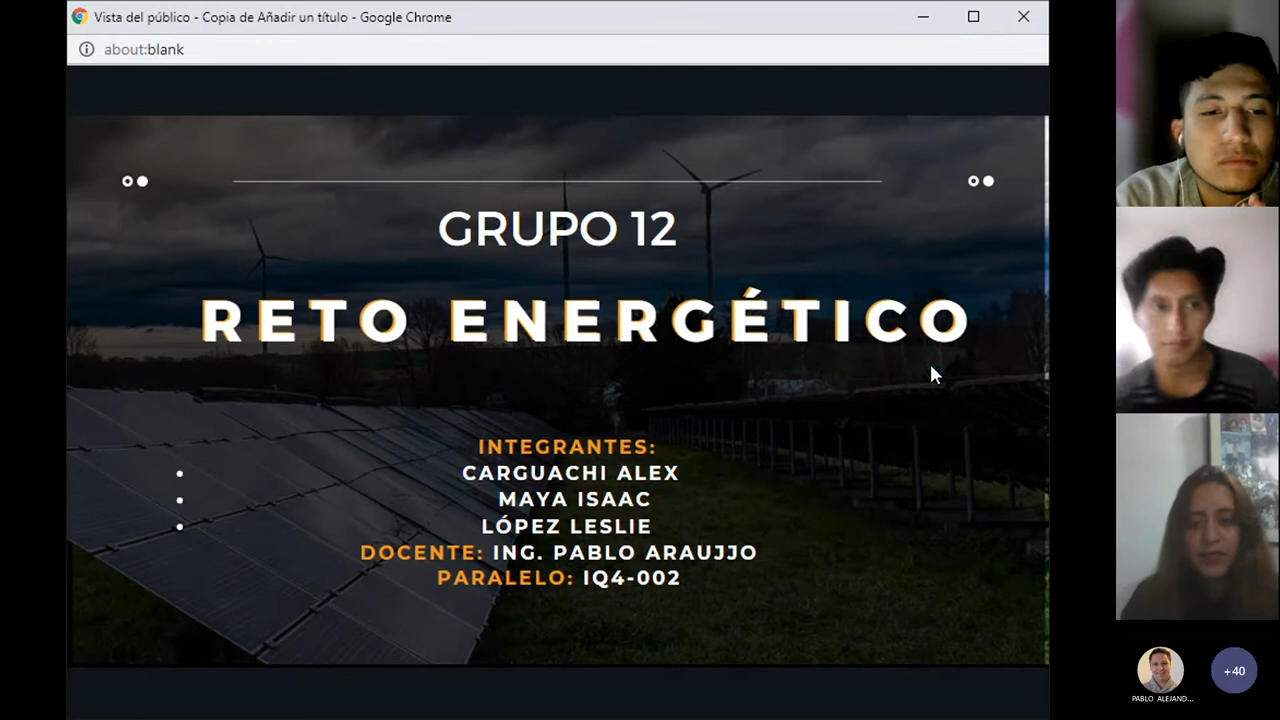 Vista del público - Copia de Añadir un título - Google Chrome
about:blank
GRUPO 12
RETO ENERGÉTICO
INTEGRANTES:
CARGUACHI ALEX
MAYA ISAAC
LÓPEZ LESLIE
DOCENTE: ING. PABLO ARAUJJO
PARALELO: IQ4-002
+40
PABLO ALEJAND...